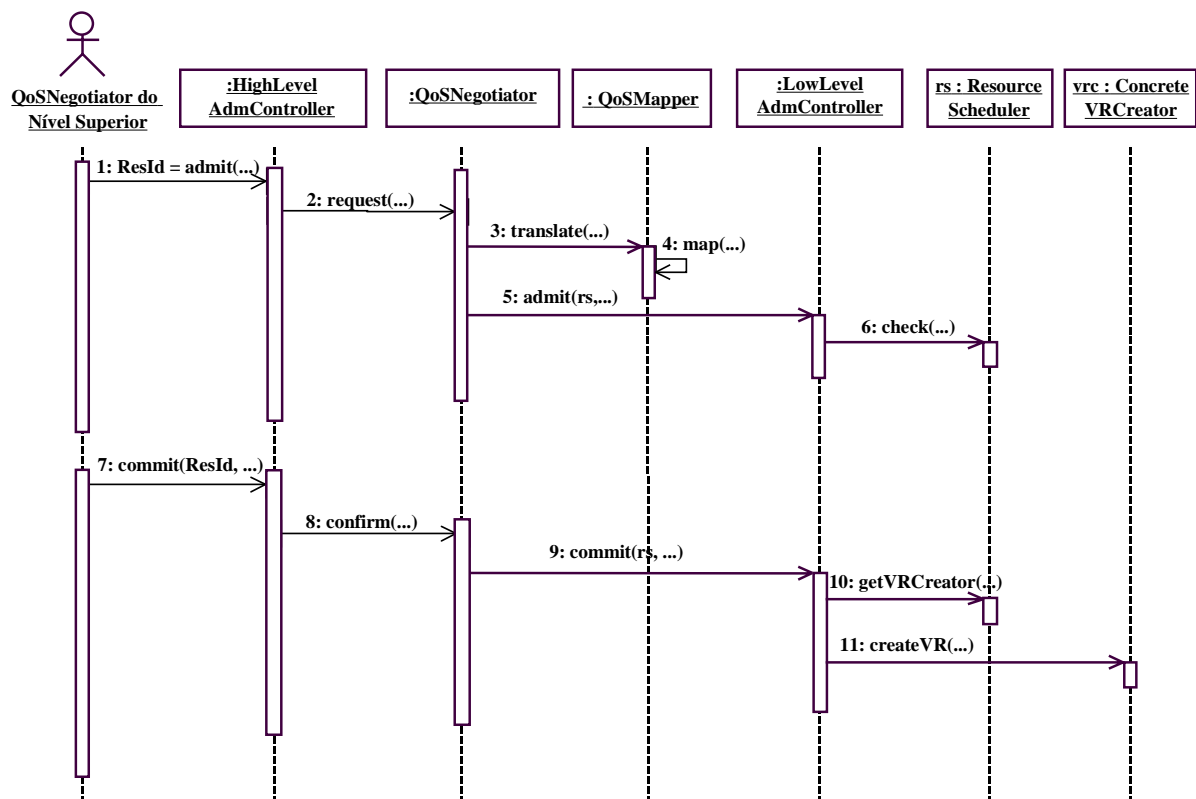 QoSNegotiator do
Nível Superior
:HighLevel
AdmController
:QoSNegotiator
: QoSMapper
:LowLevel
AdmController
rs : Resource
Scheduler
vrc : Concrete
VRCreator
1: ResId = admit(...)
2: request(...)
3: translate(...)
4: map(...)
5: admit(rs,...)
6: check(...)
7: commit(ResId, ...)
8: confirm(...)
9: commit(rs, ...)
10: getVRCreator(...)
11: createVR(...)